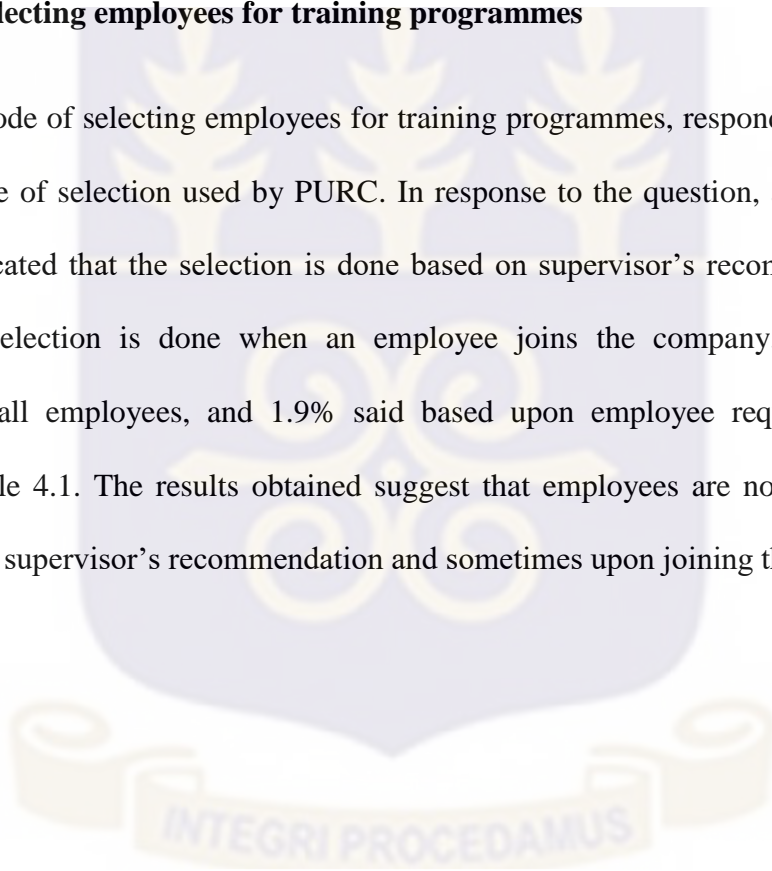 lecting employees for training programmes
ode of selecting employees for training programmes, respon
e of selection used by PURC. In response to the question,
cated that the selection is done based on supervisor’s recon
election is done when an employee joins the company
all employees, and 1.9% said based upon employee req
le 4.1. The results obtained suggest that employees are no
supervisor’s recommendation and sometimes upon joining t
INTEGRI PROCEDAMUS